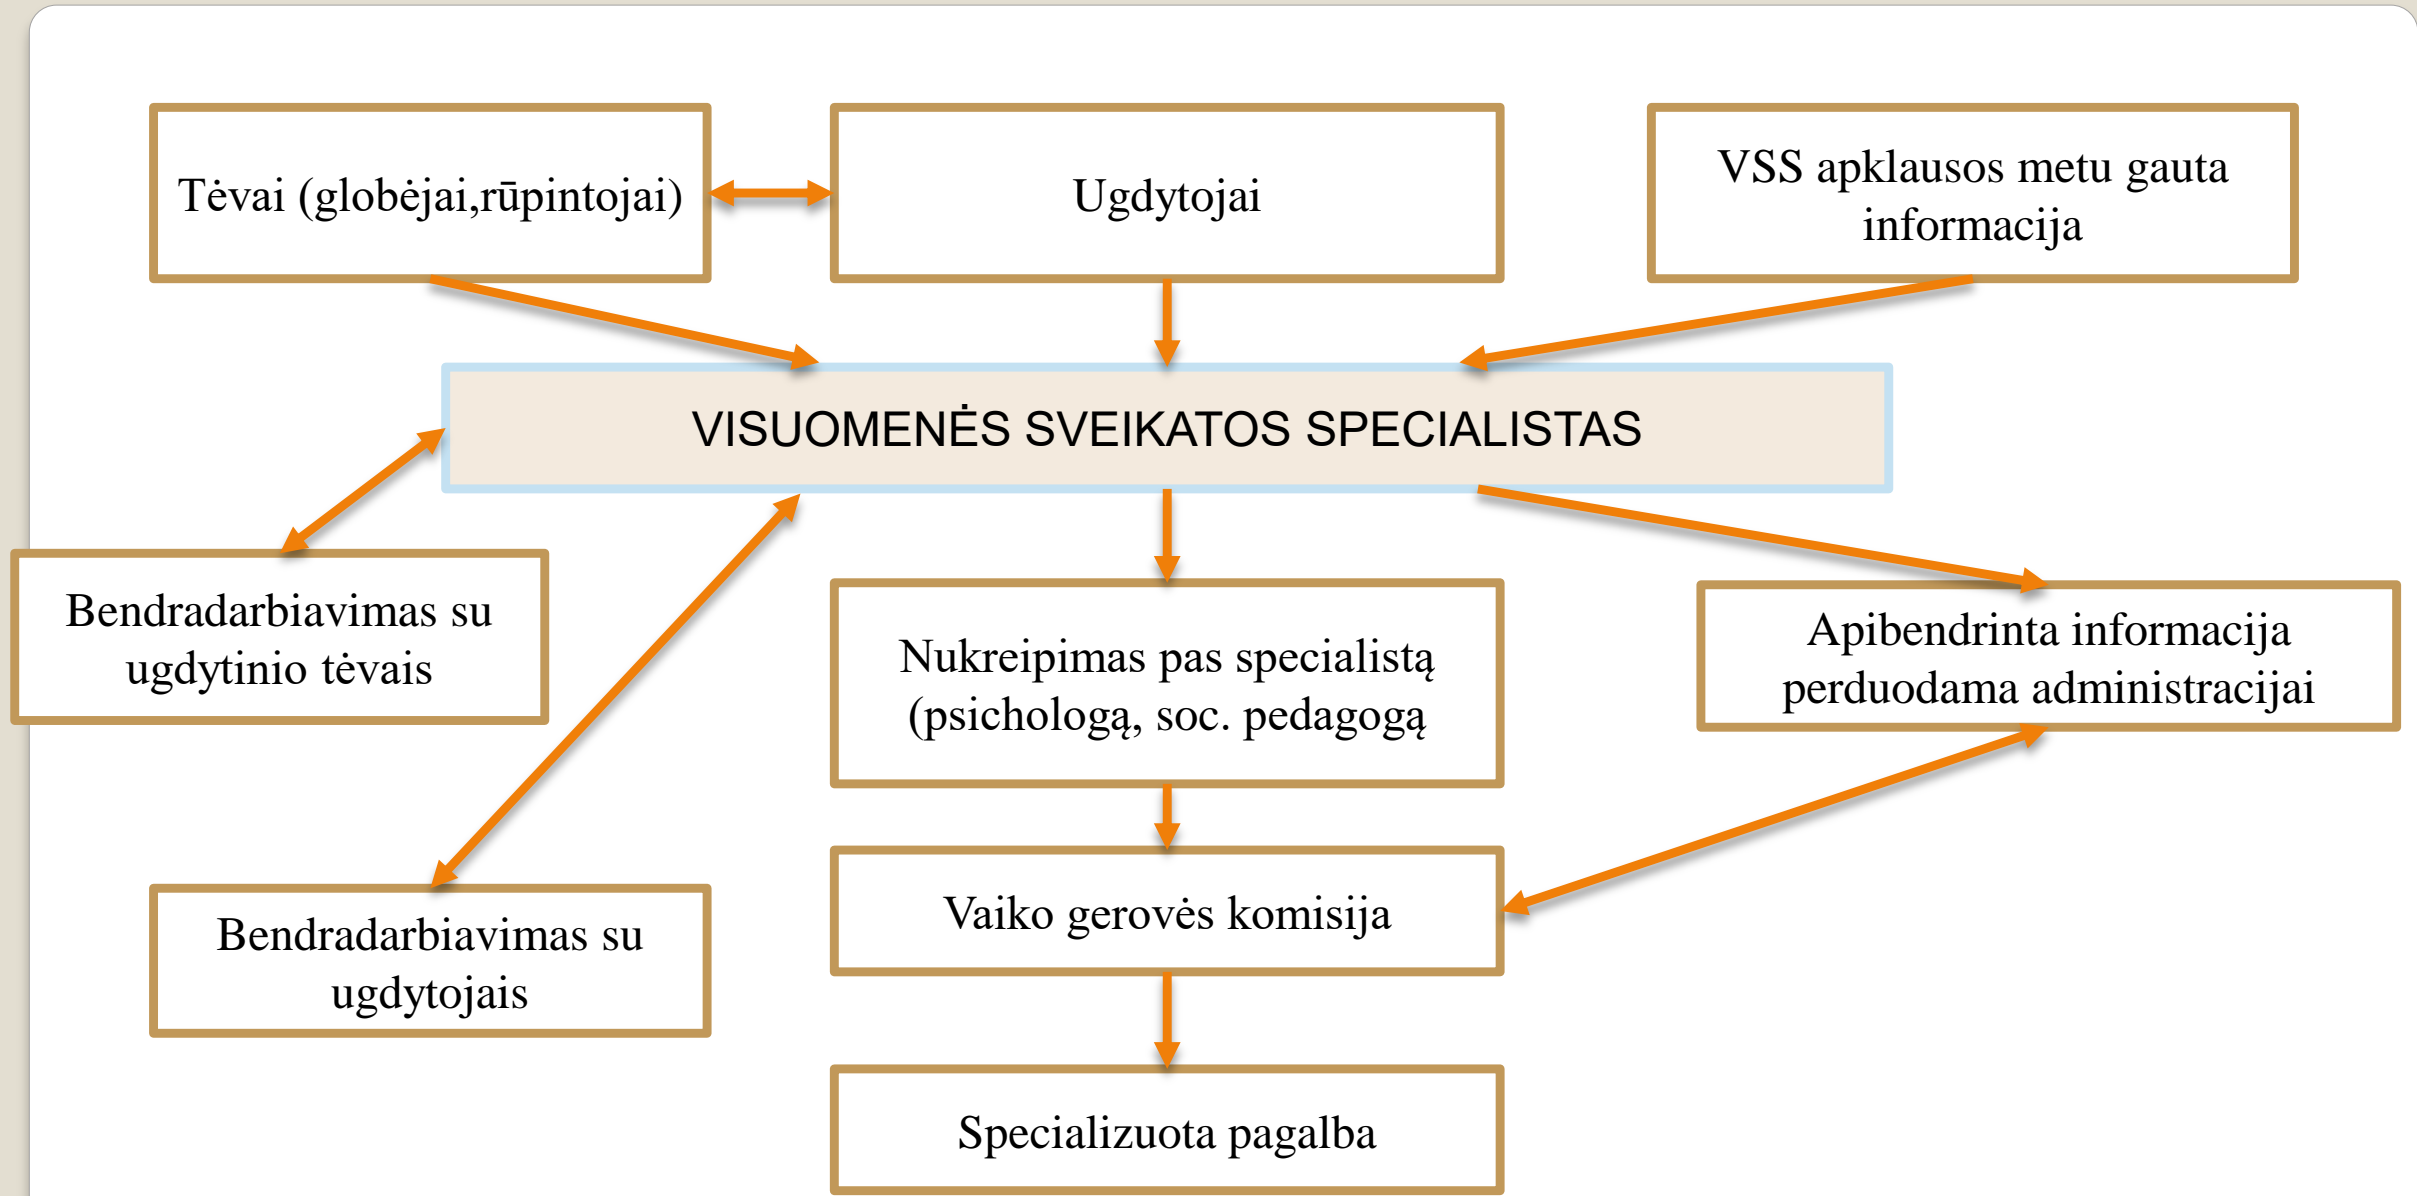 Tėvai (globėjai,rūpintojai)
Ugdytojai
VSS apklausos metu gauta
informacija
VISUOMENĖS SVEIKATOS SPECIALISTAS
Bendradarbiavimas su
ugdytinio tėvais
Nukreipimas pas specialistą
(psichologą, soc. pedagogą
Apibendrinta informacija
perduodama administracijai
Bendradarbiavimas su
ugdytojais
Vaiko gerovės komisija
Specializuota pagalba